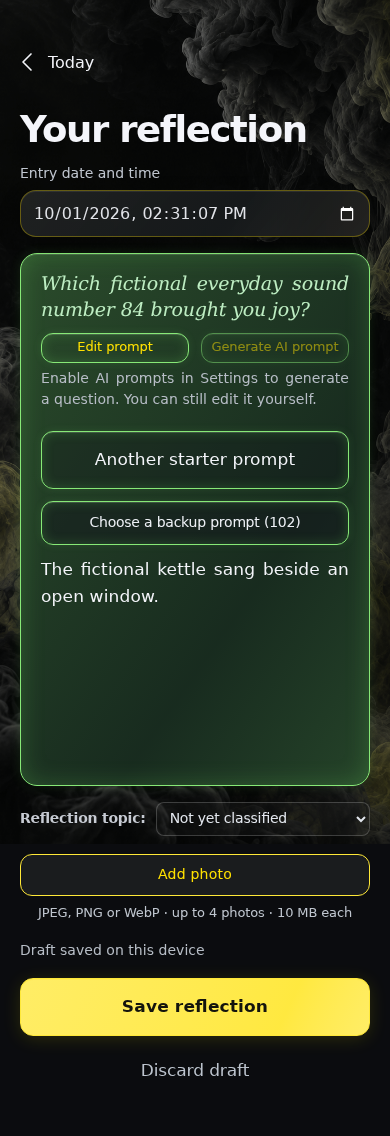 Today
Your reflection
Entry date and time
10/01/2026, 02:31:07 PM
Which fictional everyday sound
number 84 brought you joy?
Edit prompt
Generate AI prompt
Enable AI prompts in Settings to generate
a question. You can still edit it yourself.
Another starter prompt
Choose a backup prompt (102)
The fictional kettle sang beside an
open window.
Reflection topic:
Not yet classified
Add photo
JPEG, PNG or WebP · up to 4 photos · 10 MB each
Draft saved on this device
Save reflection
Discard draft